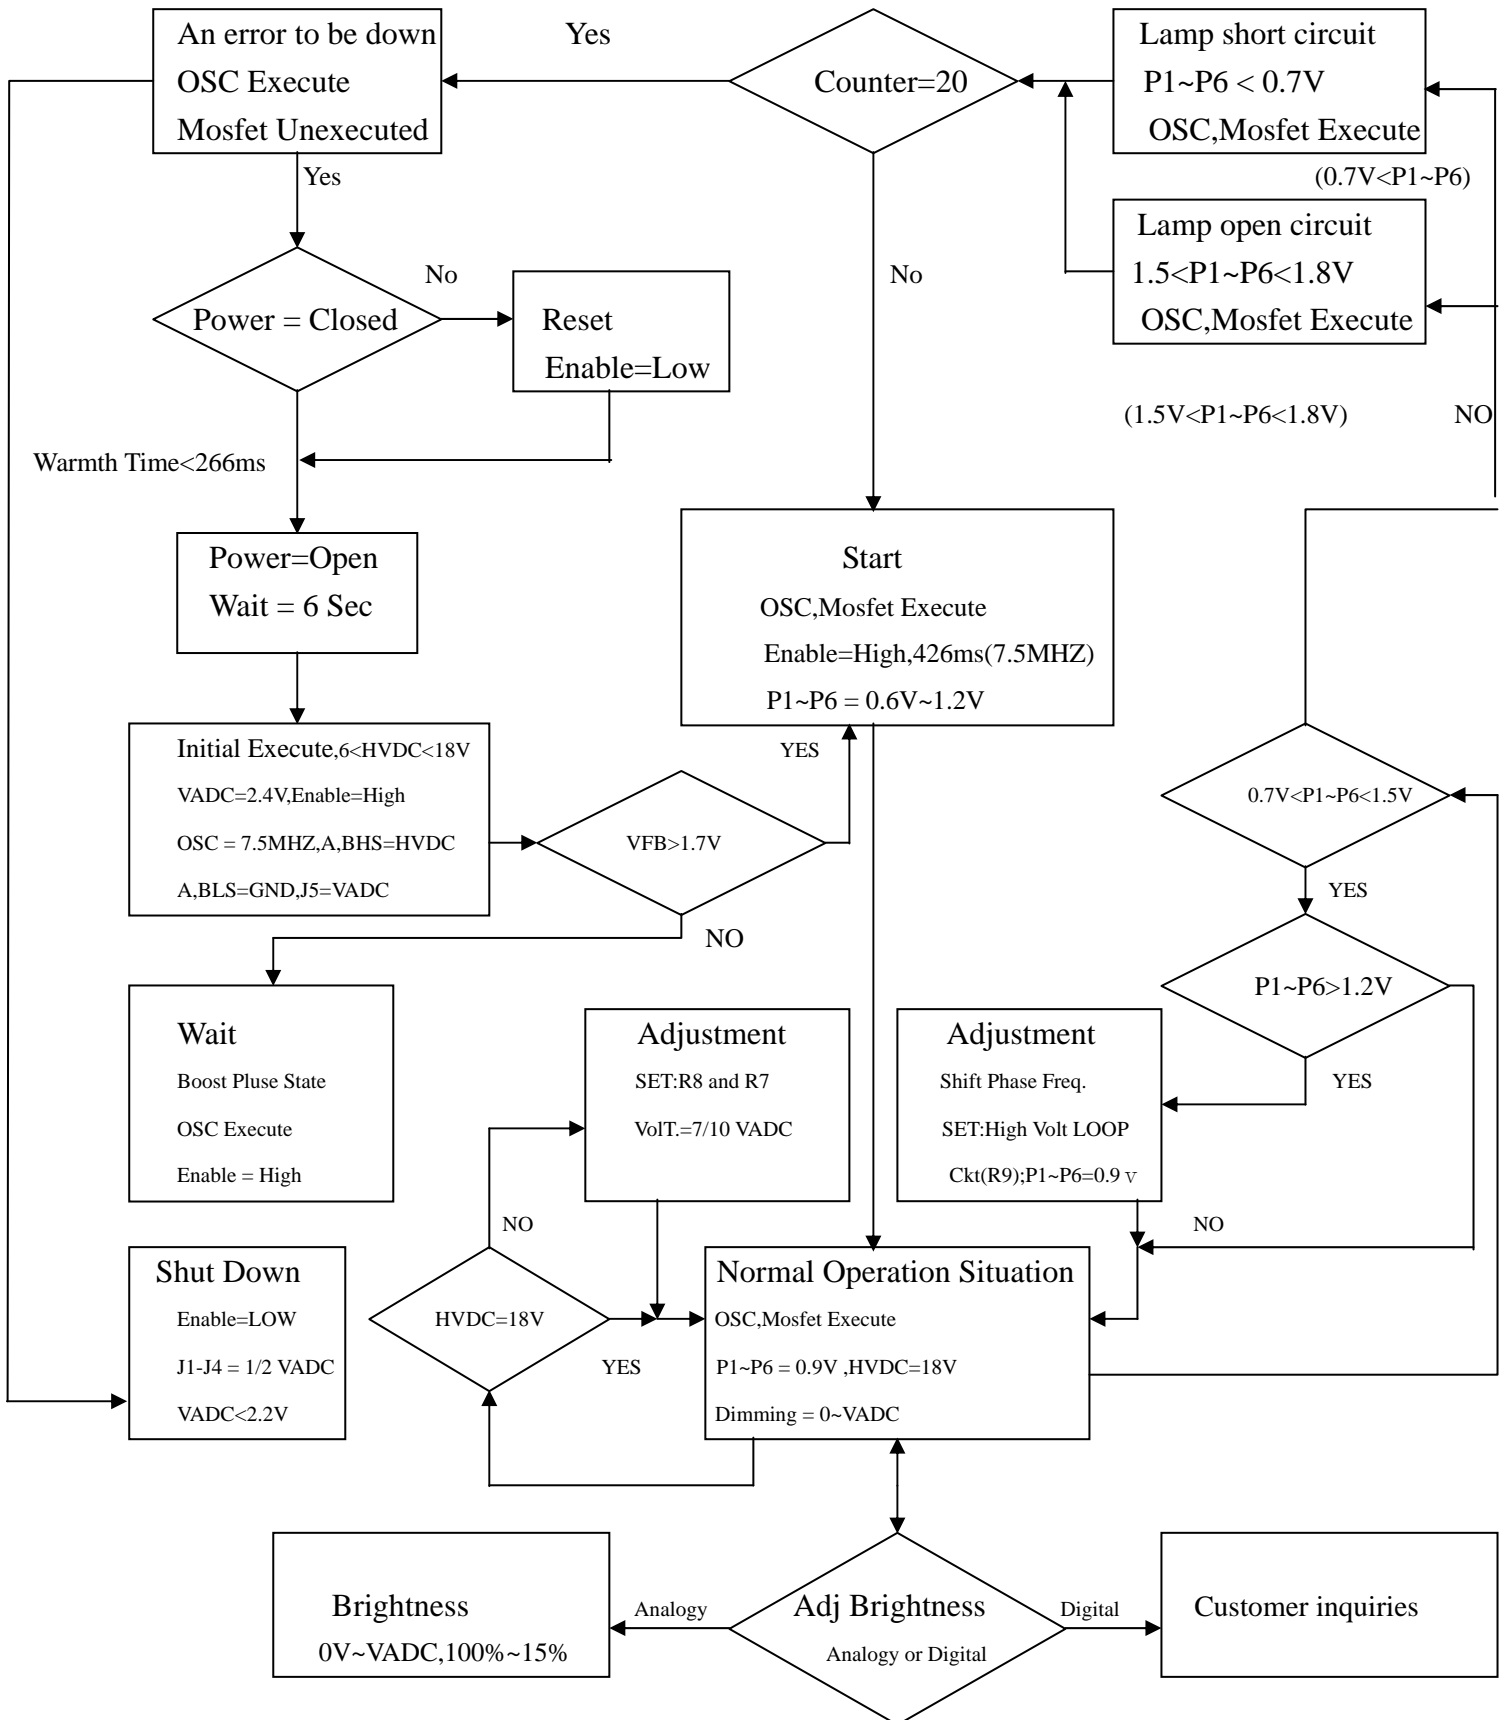 An error to be down
OSC Execute
Mosfet Unexecuted
Yes
Counter=20
Lamp short circuit
P1~P6 < 0.7V
OSC,Mosfet Execute
(0.7V<P1~P6)
Yes
Lamp open circuit
1.5<P1~P6<1.8V
OSC,Mosfet Execute
No
No
Power = Closed
Reset
Enable=Low
(1.5V<P1~P6<1.8V)
NO
Warmth Time<266ms
Power=Open
Wait = 6 Sec
Start
OSC,Mosfet Execute
Enable=High,426ms(7.5MHZ)
P1~P6 = 0.6V~1.2V
Initial Execute,6<HVDC<18V
VADC=2.4V,Enable=High
OSC = 7.5MHZ,A,BHS=HVDC
A,BLS=GND,J5=VADC
YES
VFB>1.7V
NO
0.7V<P1~P6<1.5V
YES
P1~P6>1.2V
YES
Wait
Boost Pluse State
OSC Execute
Enable = High
Adjustment
SET:R8 and R7
VolT.=7/10 VADC
Adjustment
Shift Phase Freq.
SET:High Volt LOOP
Ckt(R9);P1~P6=0.9 V
NO
NO
Shut Down
Enable=LOW
J1-J4 = 1/2 VADC
VADC<2.2V
HVDC=18V
YES
Normal Operation Situation
OSC,Mosfet Execute
P1~P6 = 0.9V ,HVDC=18V
Dimming = 0~VADC
Brightness
0V~VADC,100%~15%
Analogy
Adj Brightness
Analogy or Digital
Digital
Customer inquiries